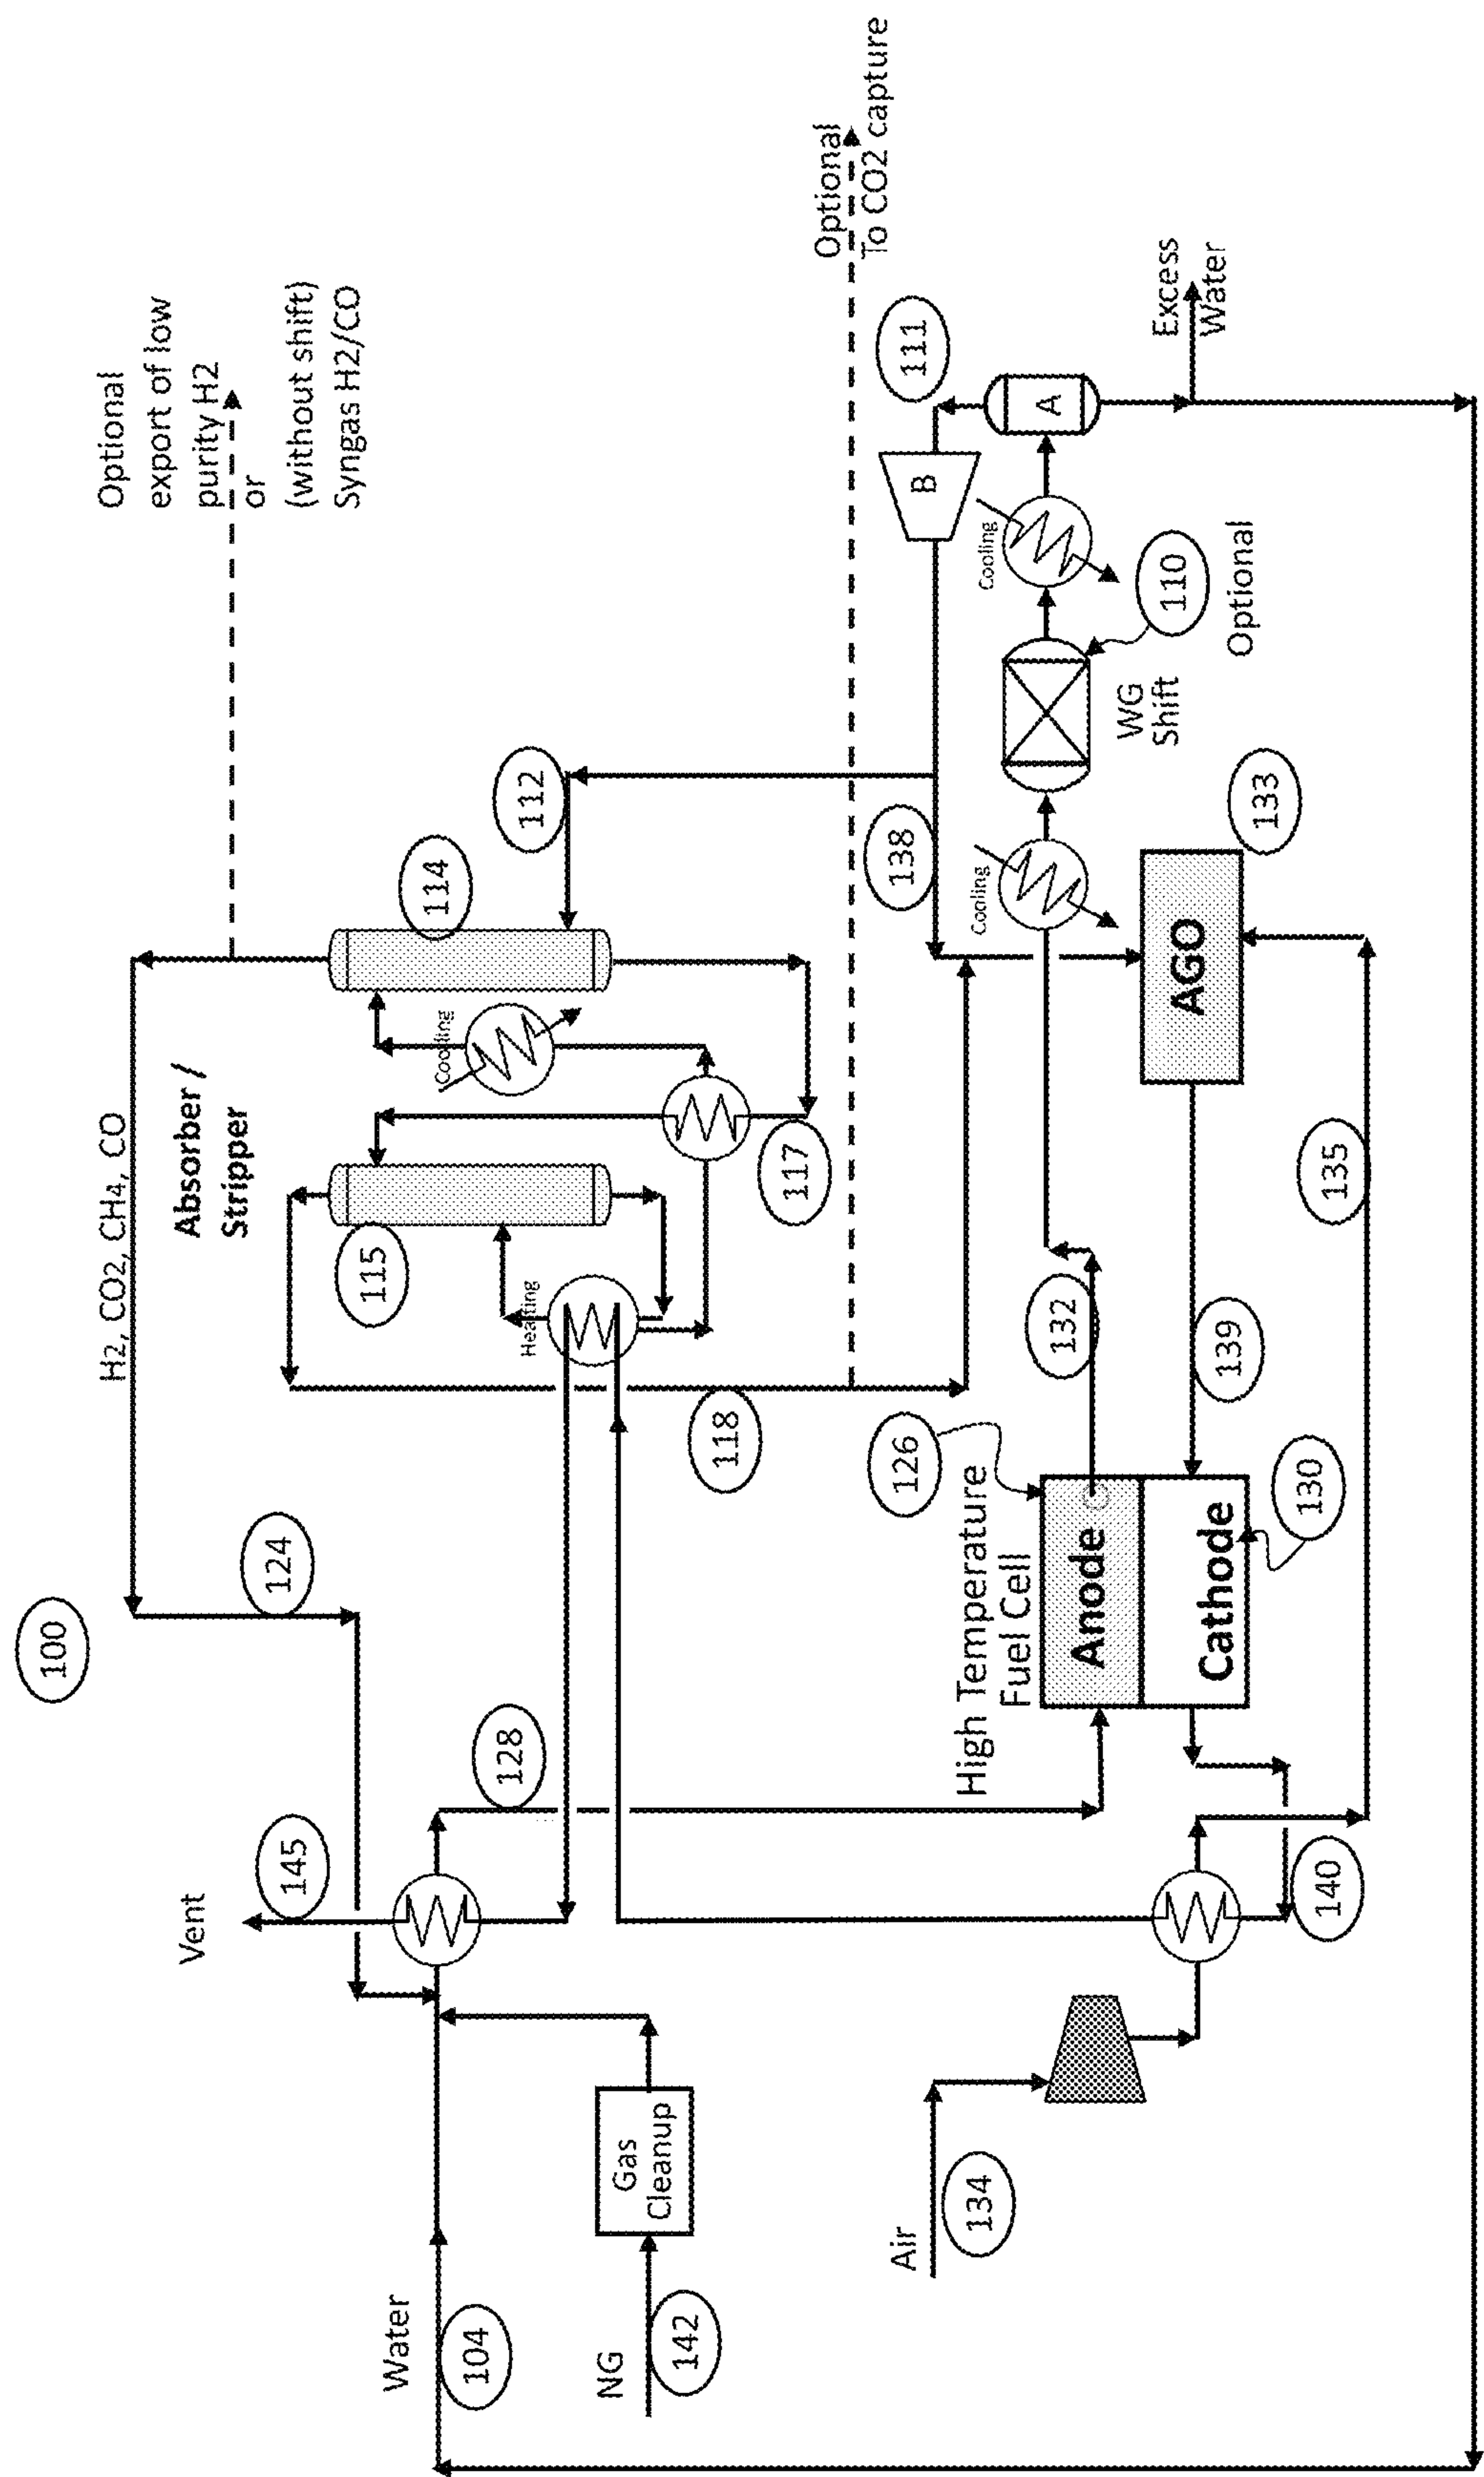 100
H2, CO2, CH4, CO
Optional
export of low
purity H2
or
(without shift)
Syngas H2/CO
124
Absorber /
Stripper
Vent
145
128
115
114
Cooling
Heating
117
112
118
Optional
To CO2 capture
Water
104
NG
142
Gas
Cleanup
138
111
B
A
Cooling
Cooling
Excess
Water
110
Optional
WG
Shift
132
126
High Temperature
Fuel Cell
Anode
Cathode
130
AGO
133
139
135
Air
134
140